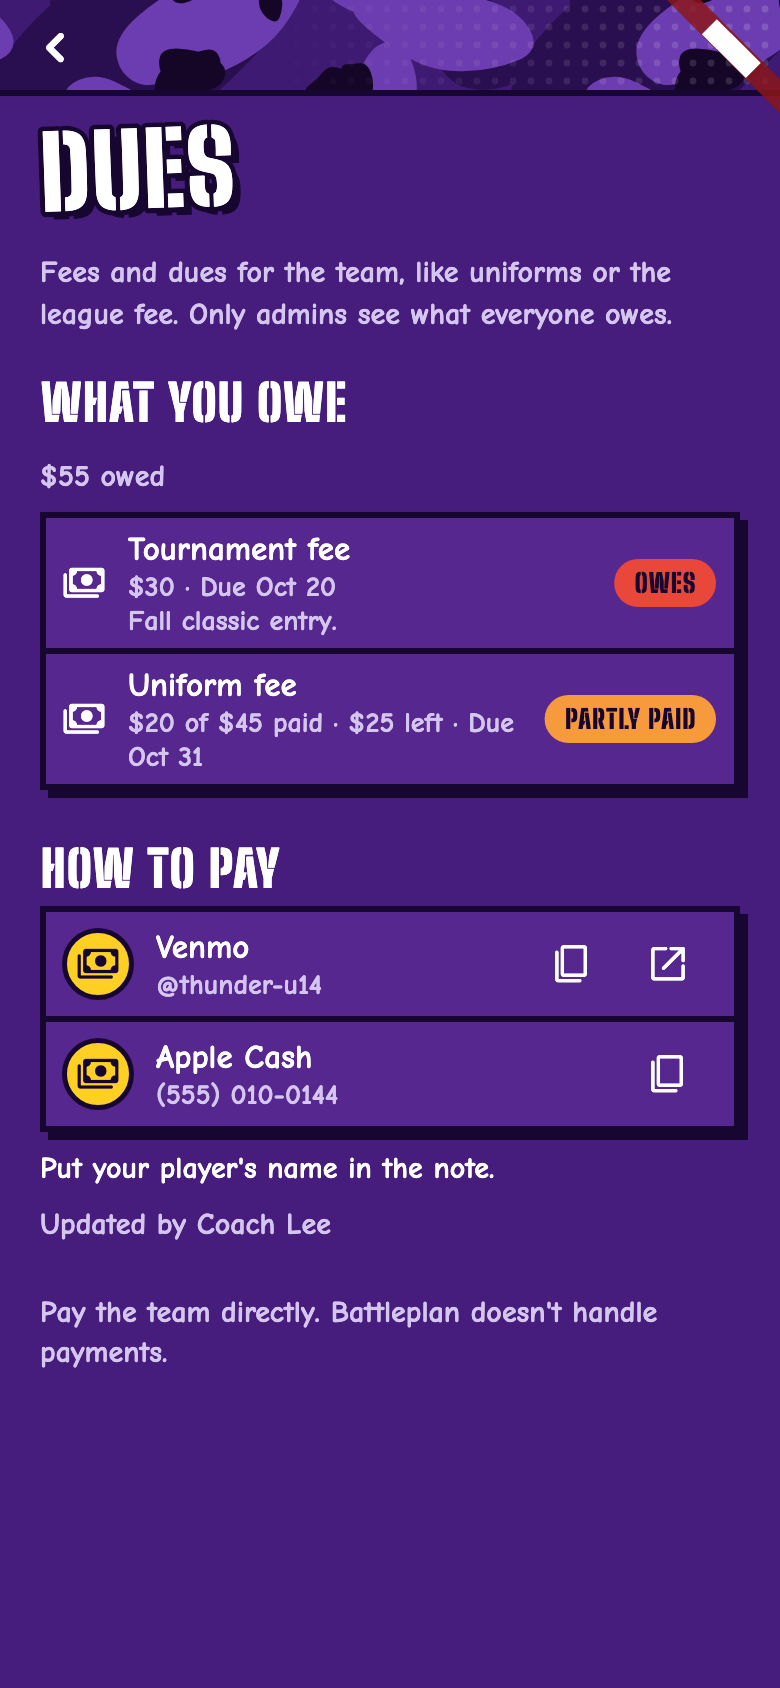 DUES
Fees and dues for the team, like uniforms or the
league fee. Only admins see what everyone owes.
WHAT YOU OWE
$55 owed
Tournament fee
$30 · Due Oct 20
Fall classic entry.
OWES
Uniform fee
$20 of $45 paid · $25 left · Due
Oct 31
PARTLY PAID
HOW TO PAY
Venmo
@thunder-u14
Apple Cash
(555) 010-0144
Put your player's name in the note.
Updated by Coach Lee
Pay the team directly. Battleplan doesn't handle
payments.